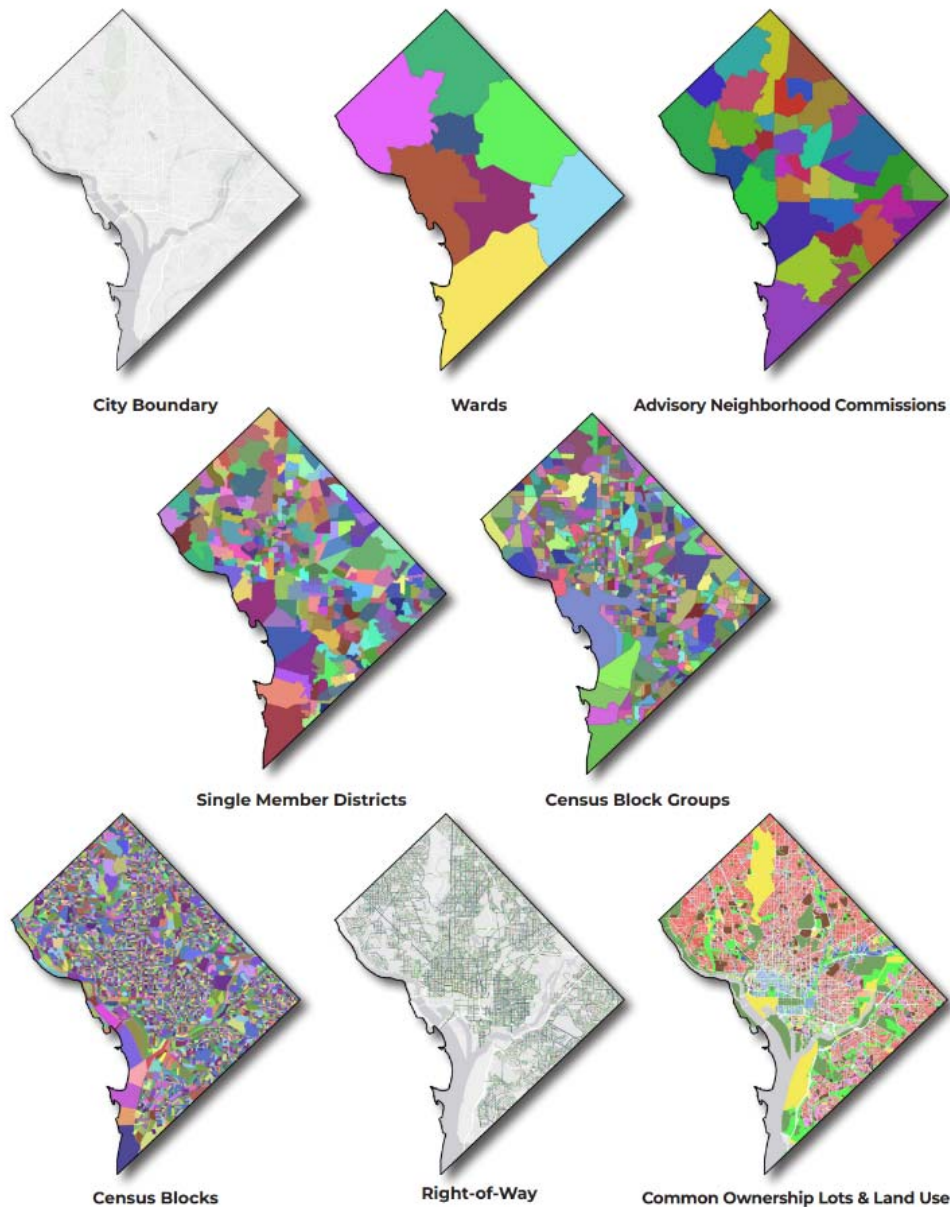 City Boundary
Wards
Advisory Neighborhood Commissions
Single Member Districts
Census Block Groups
Census Blocks
Right-of-Way
Common Ownership Lots & Land Use